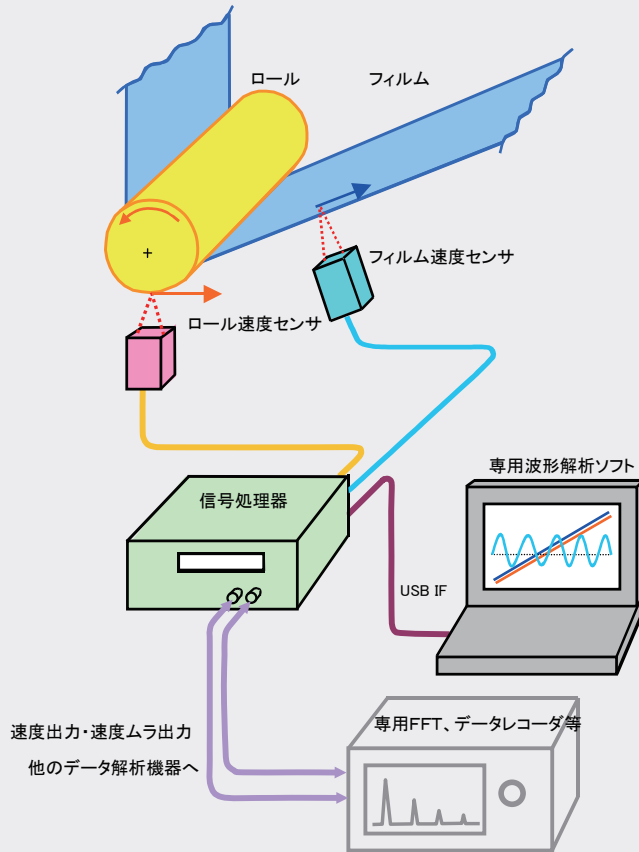 ロール
フィルム
フィルム速度センサ
ロール速度センサ
専用波形解析ソフト
信号処理器
USB IF
速度出力・速度ムラ出力
他のデータ解析機器へ
専用FFT、データレコーダ等